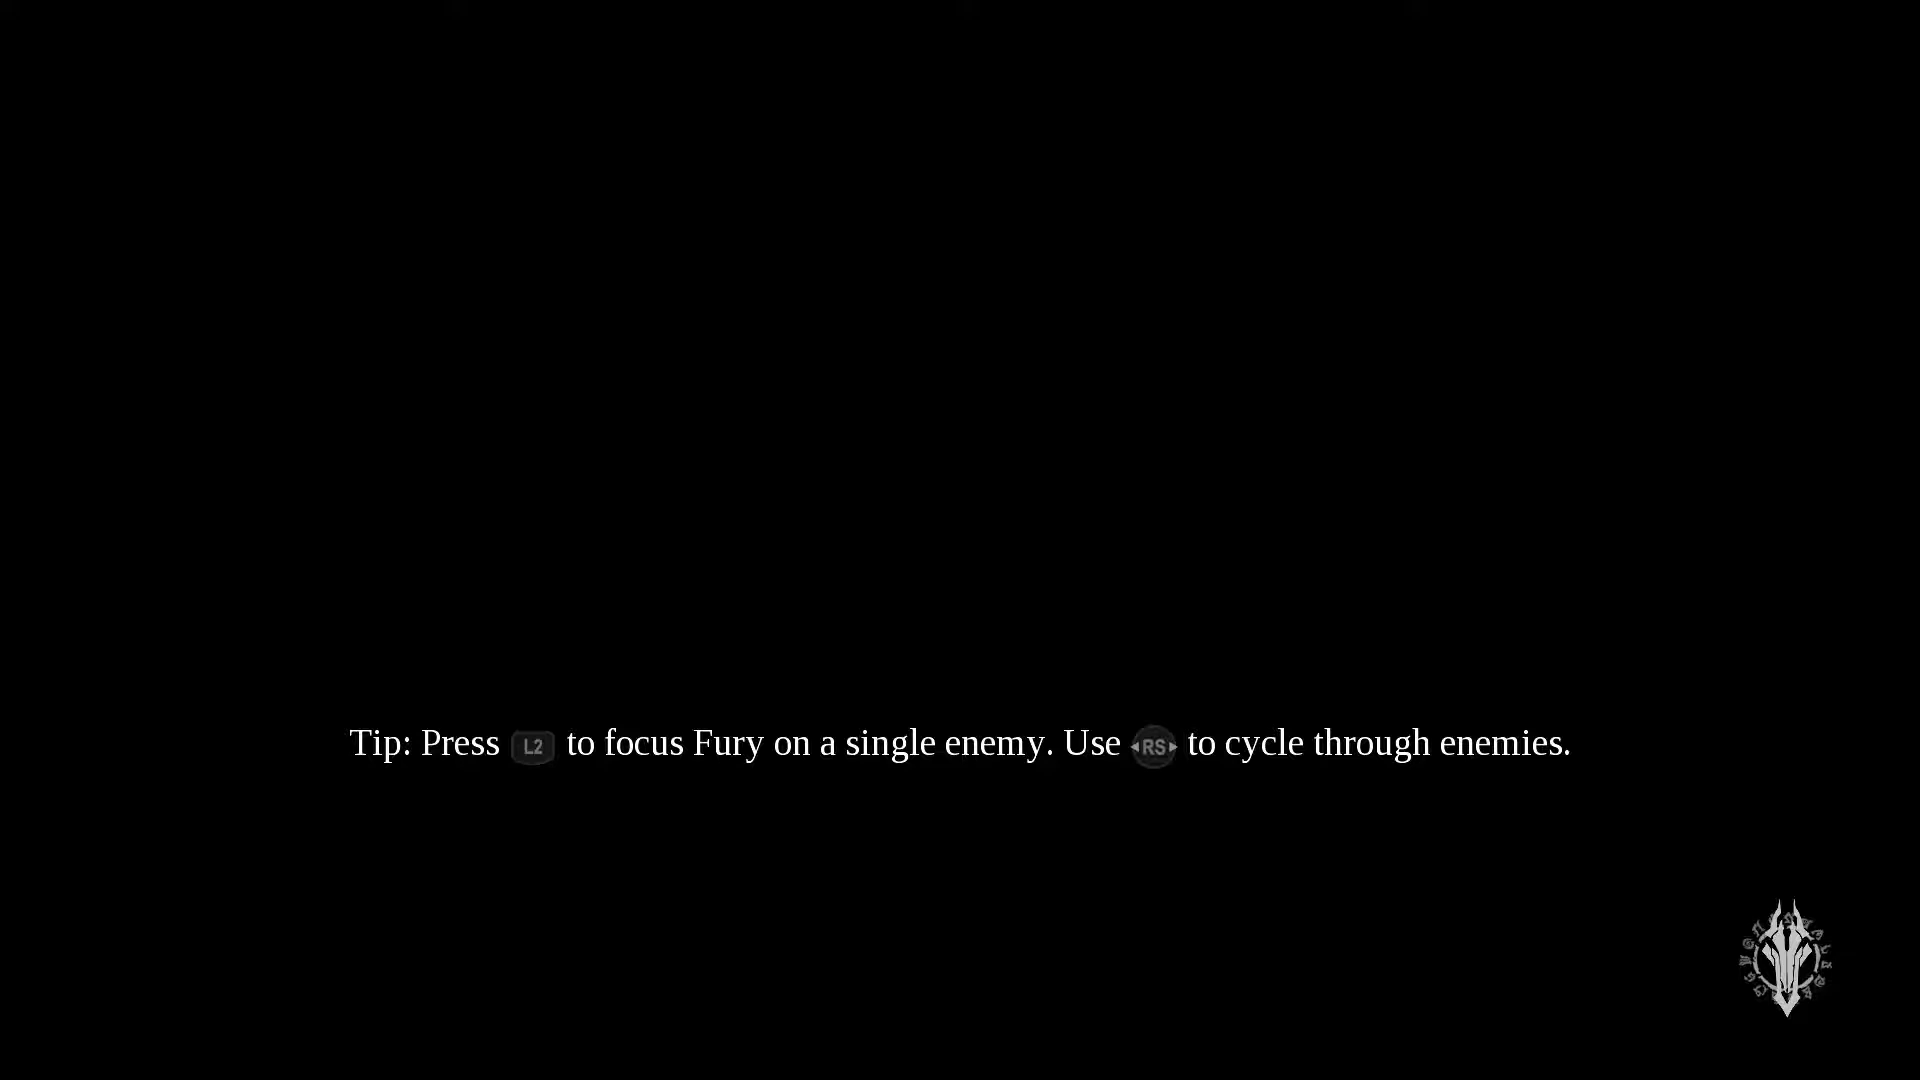 Tip: Press L2 to focus Fury on a single enemy. Use RS to cycle through enemies.